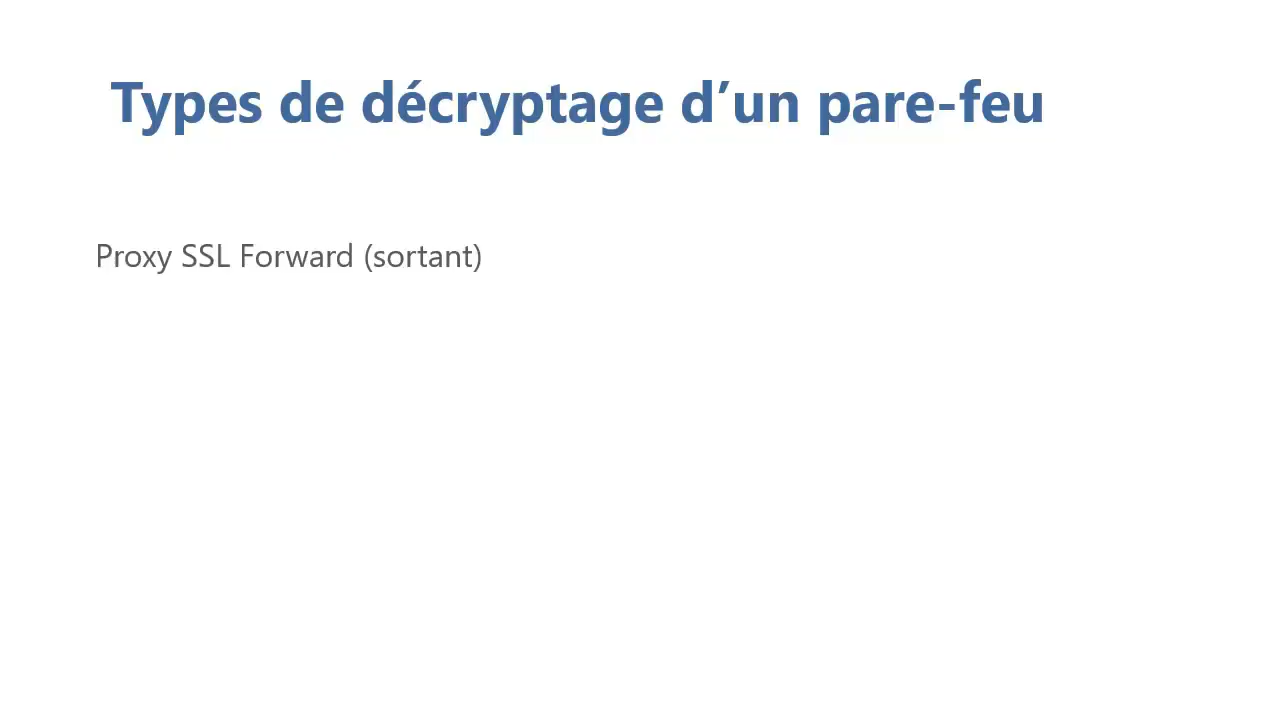 Types de décryptage d’un pare-feu
Proxy SSL Forward (sortant)